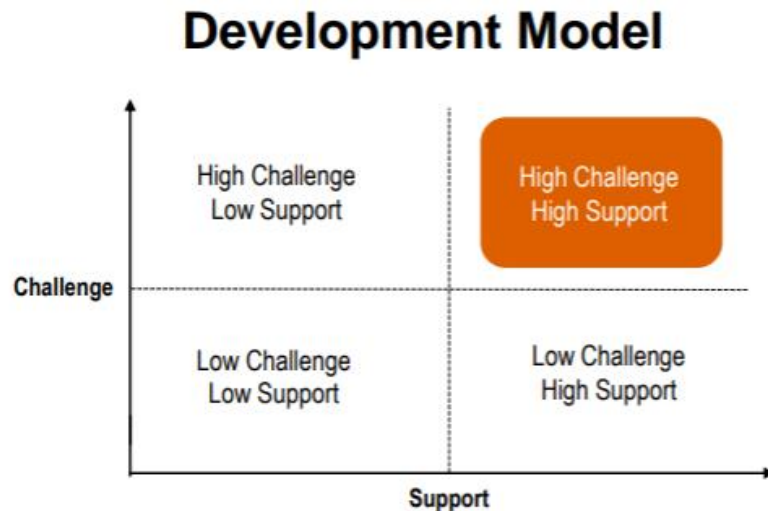 Development Model
High Challenge
Low Support
High Challenge
High Support
Challenge
Low Challenge
Low Support
Low Challenge
High Support
Support